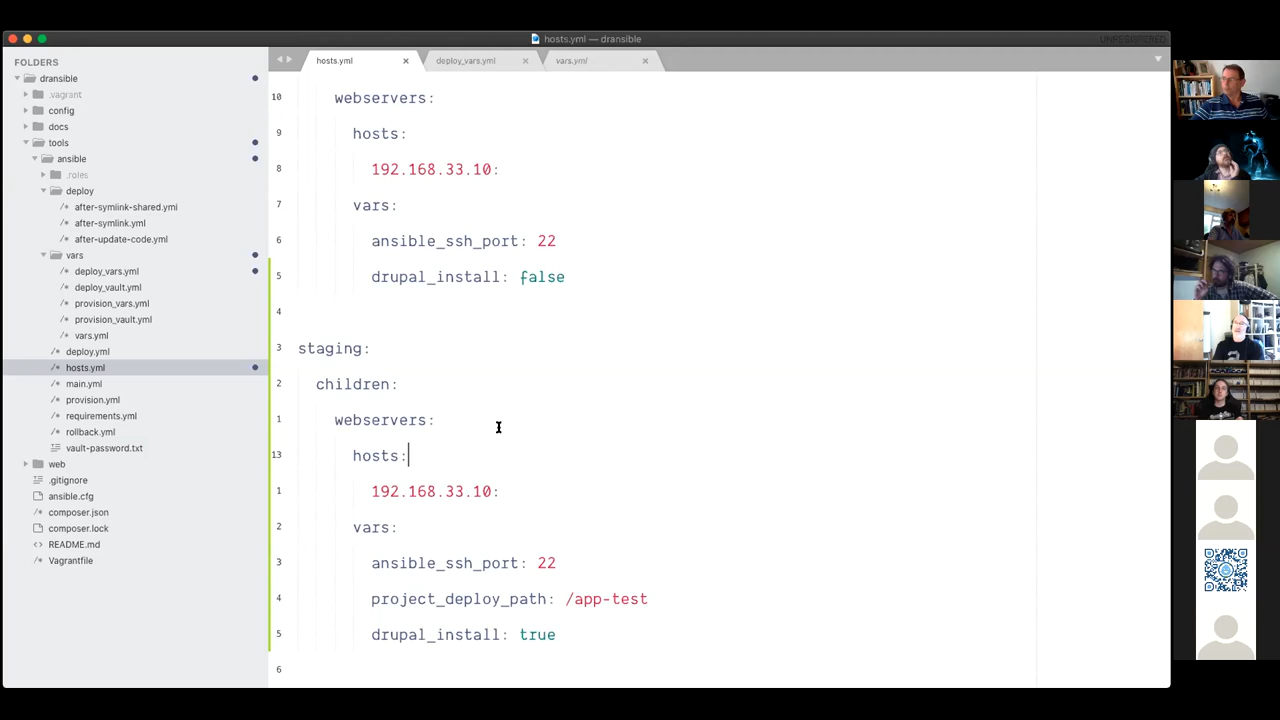 hosts.yml — dransible
UNREGISTERED
FOLDERS
dransible
.vagrant
config
docs
tools
ansible
.roles
deploy
after-symlink-shared.yml
after-symlink.yml
after-update-code.yml
vars
deploy_vars.yml
deploy_vault.yml
provision_vars.yml
provision_vault.yml
vars.yml
deploy.yml
hosts.yml
main.yml
provision.yml
requirements.yml
rollback.yml
vault-password.txt
web
.gitignore
ansible.cfg
composer.json
composer.lock
README.md
Vagrantfile
hosts.yml
deploy_vars.yml
vars.yml
10 webservers:
9 hosts:
8 192.168.33.10:
7 vars:
6 ansible_ssh_port: 22
5 drupal_install: false
4
3 staging:
2 children:
1 webservers:
13 hosts:
1 192.168.33.10:
2 vars:
3 ansible_ssh_port: 22
4 project_deploy_path: /app-test
5 drupal_install: true
6